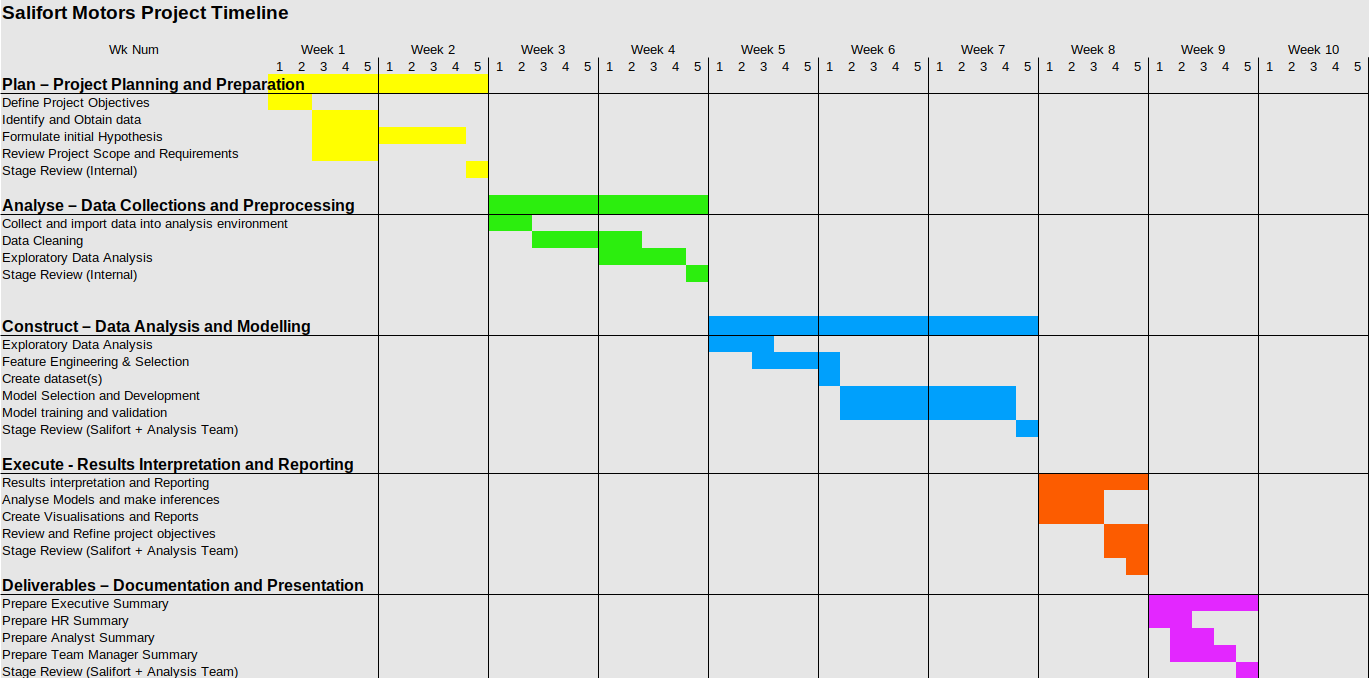 Salifort Motors Project Timeline
Wk Num Week 1 Week 2 Week 3 Week 4 Week 5 Week 6 Week 7 Week 8 Week 9 Week 10
1 2 3 4 5 1 2 3 4 5 1 2 3 4 5 1 2 3 4 5 1 2 3 4 5 1 2 3 4 5 1 2 3 4 5 1 2 3 4 5 1 2 3 4 5 1 2 3 4 5
Plan – Project Planning and Preparation
Define Project Objectives
Identify and Obtain data
Formulate initial Hypothesis
Review Project Scope and Requirements
Stage Review (Internal)
Analyse – Data Collections and Preprocessing
Collect and import data into analysis environment
Data Cleaning
Exploratory Data Analysis
Stage Review (Internal)
Construct – Data Analysis and Modelling
Exploratory Data Analysis
Feature Engineering & Selection
Create dataset(s)
Model Selection and Development
Model training and validation
Stage Review (Salifort + Analysis Team)
Execute - Results Interpretation and Reporting
Results interpretation and Reporting
Analyse Models and make inferences
Create Visualisations and Reports
Review and Refine project objectives
Stage Review (Salifort + Analysis Team)
Deliverables – Documentation and Presentation
Prepare Executive Summary
Prepare HR Summary
Prepare Analyst Summary
Prepare Team Manager Summary
Stage Review (Salifort + Analysis Team)